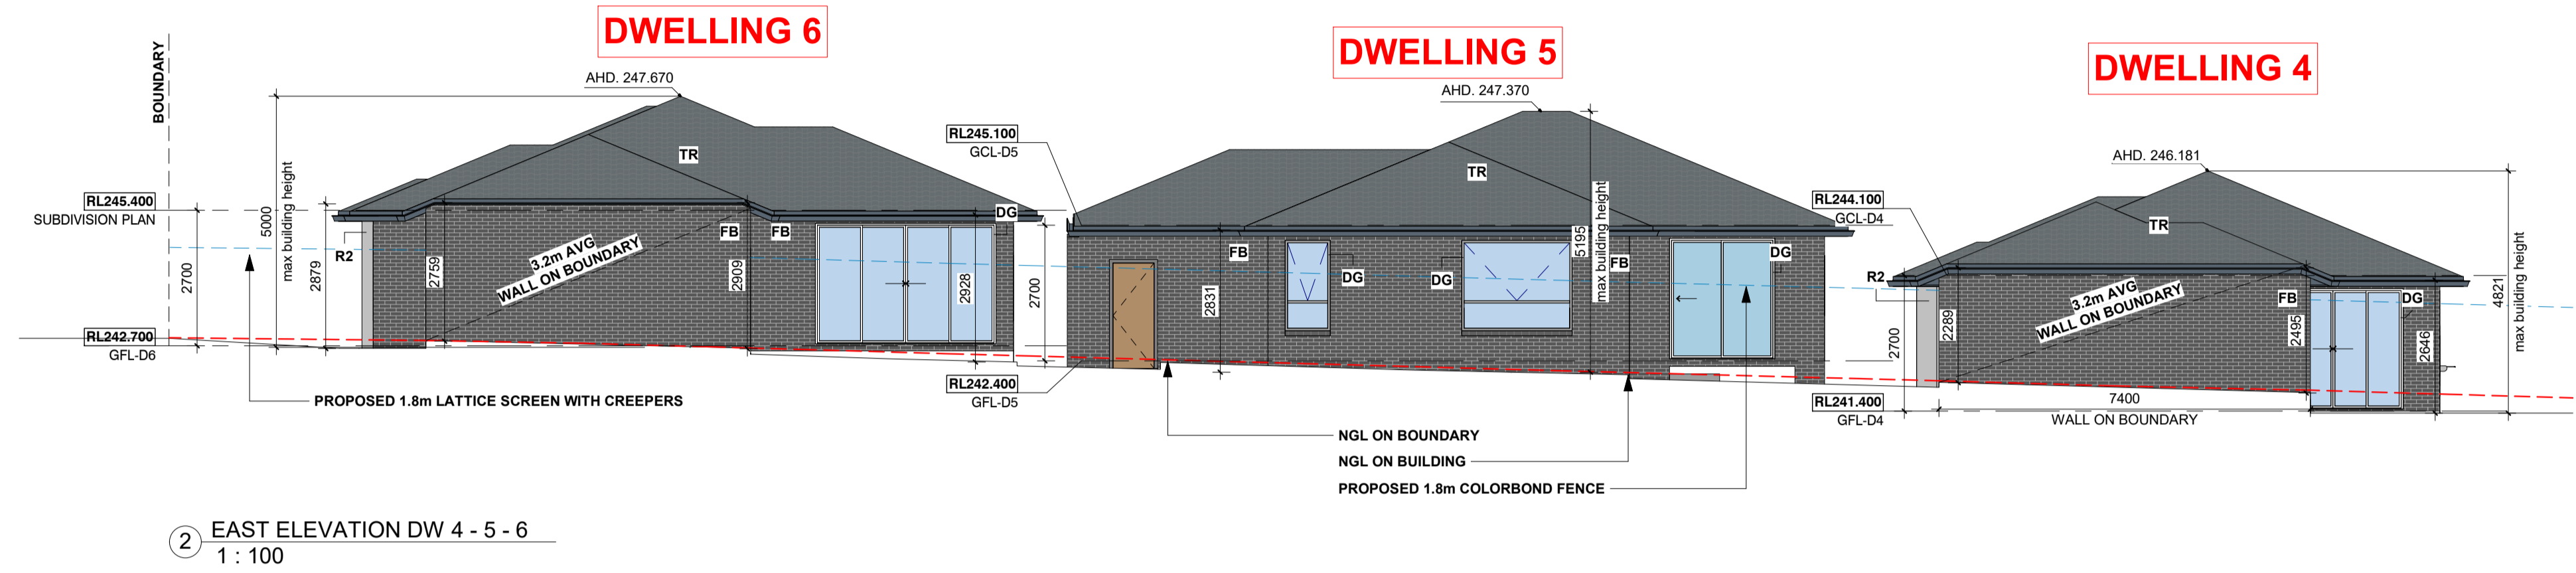 DWELLING 6
DWELLING 5
DWELLING 4
BOUNDARY
AHD. 247.670
AHD. 247.370
AHD. 246.181
RL245.400
SUBDIVISION PLAN
2700
RL242.700
GFL-D6
5000
max building height
2879
R2
2759
3.2m AVG
WALL ON BOUNDARY
TR
FB
2909
FB
DG
2928
2700
PROPOSED 1.8m LATTICE SCREEN WITH CREEPERS
RL245.100
GCL-D5
RL242.400
GFL-D5
2831
FB
DG
DG
TR
5195
max building height
FB
DG
NGL ON BOUNDARY
NGL ON BUILDING
PROPOSED 1.8m COLORBOND FENCE
RL244.100
GCL-D4
R2
2700
RL241.400
GFL-D4
2289
3.2m AVG
WALL ON BOUNDARY
TR
FB
2495
DG
2646
7400
WALL ON BOUNDARY
4821
max building height
2
EAST ELEVATION DW 4 - 5 - 6
1 : 100